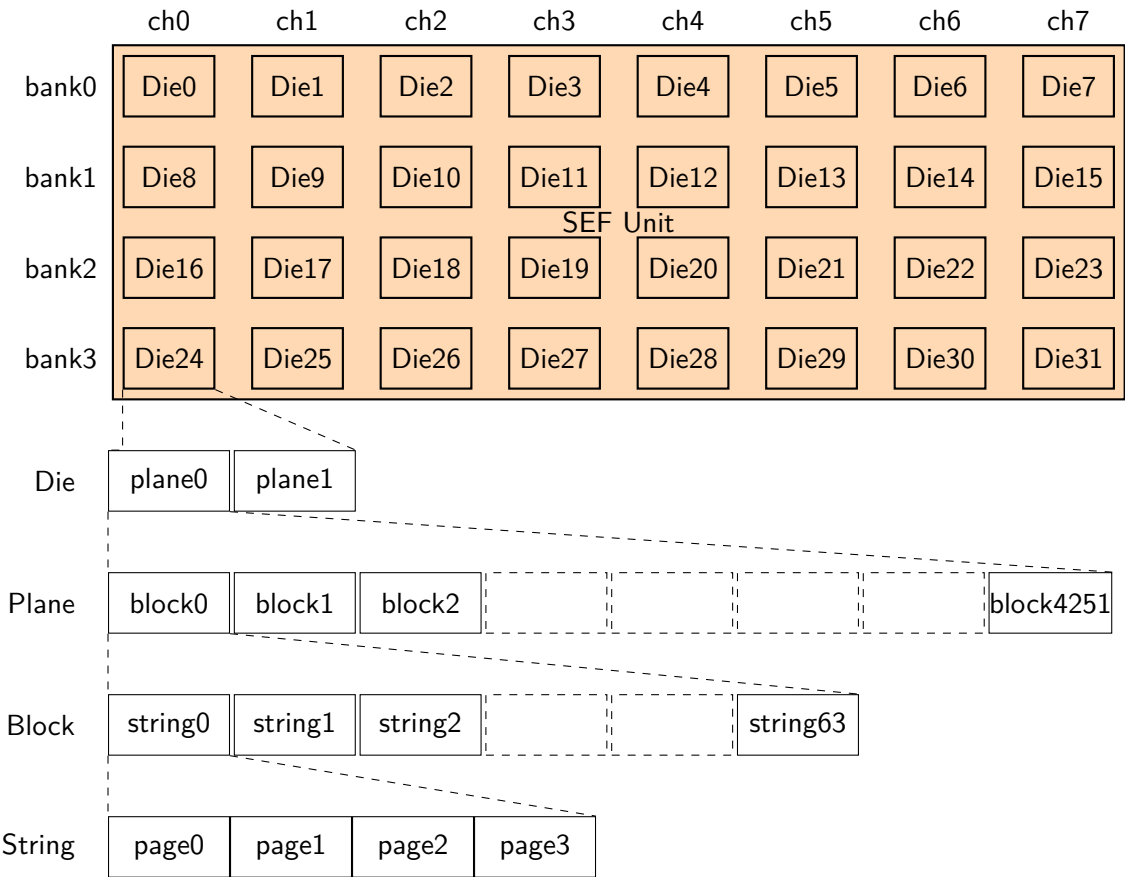 ch0 ch1 ch2 ch3 ch4 ch5 ch6 ch7
bank0 Die0 Die1 Die2 Die3 Die4 Die5 Die6 Die7
bank1 Die8 Die9 Die10 Die11 Die12 Die13 Die14 Die15
SEF Unit
bank2 Die16 Die17 Die18 Die19 Die20 Die21 Die22 Die23
bank3 Die24 Die25 Die26 Die27 Die28 Die29 Die30 Die31
Die plane0 plane1
Plane block0 block1 block2 block4251
Block string0 string1 string2 string63
String page0 page1 page2 page3